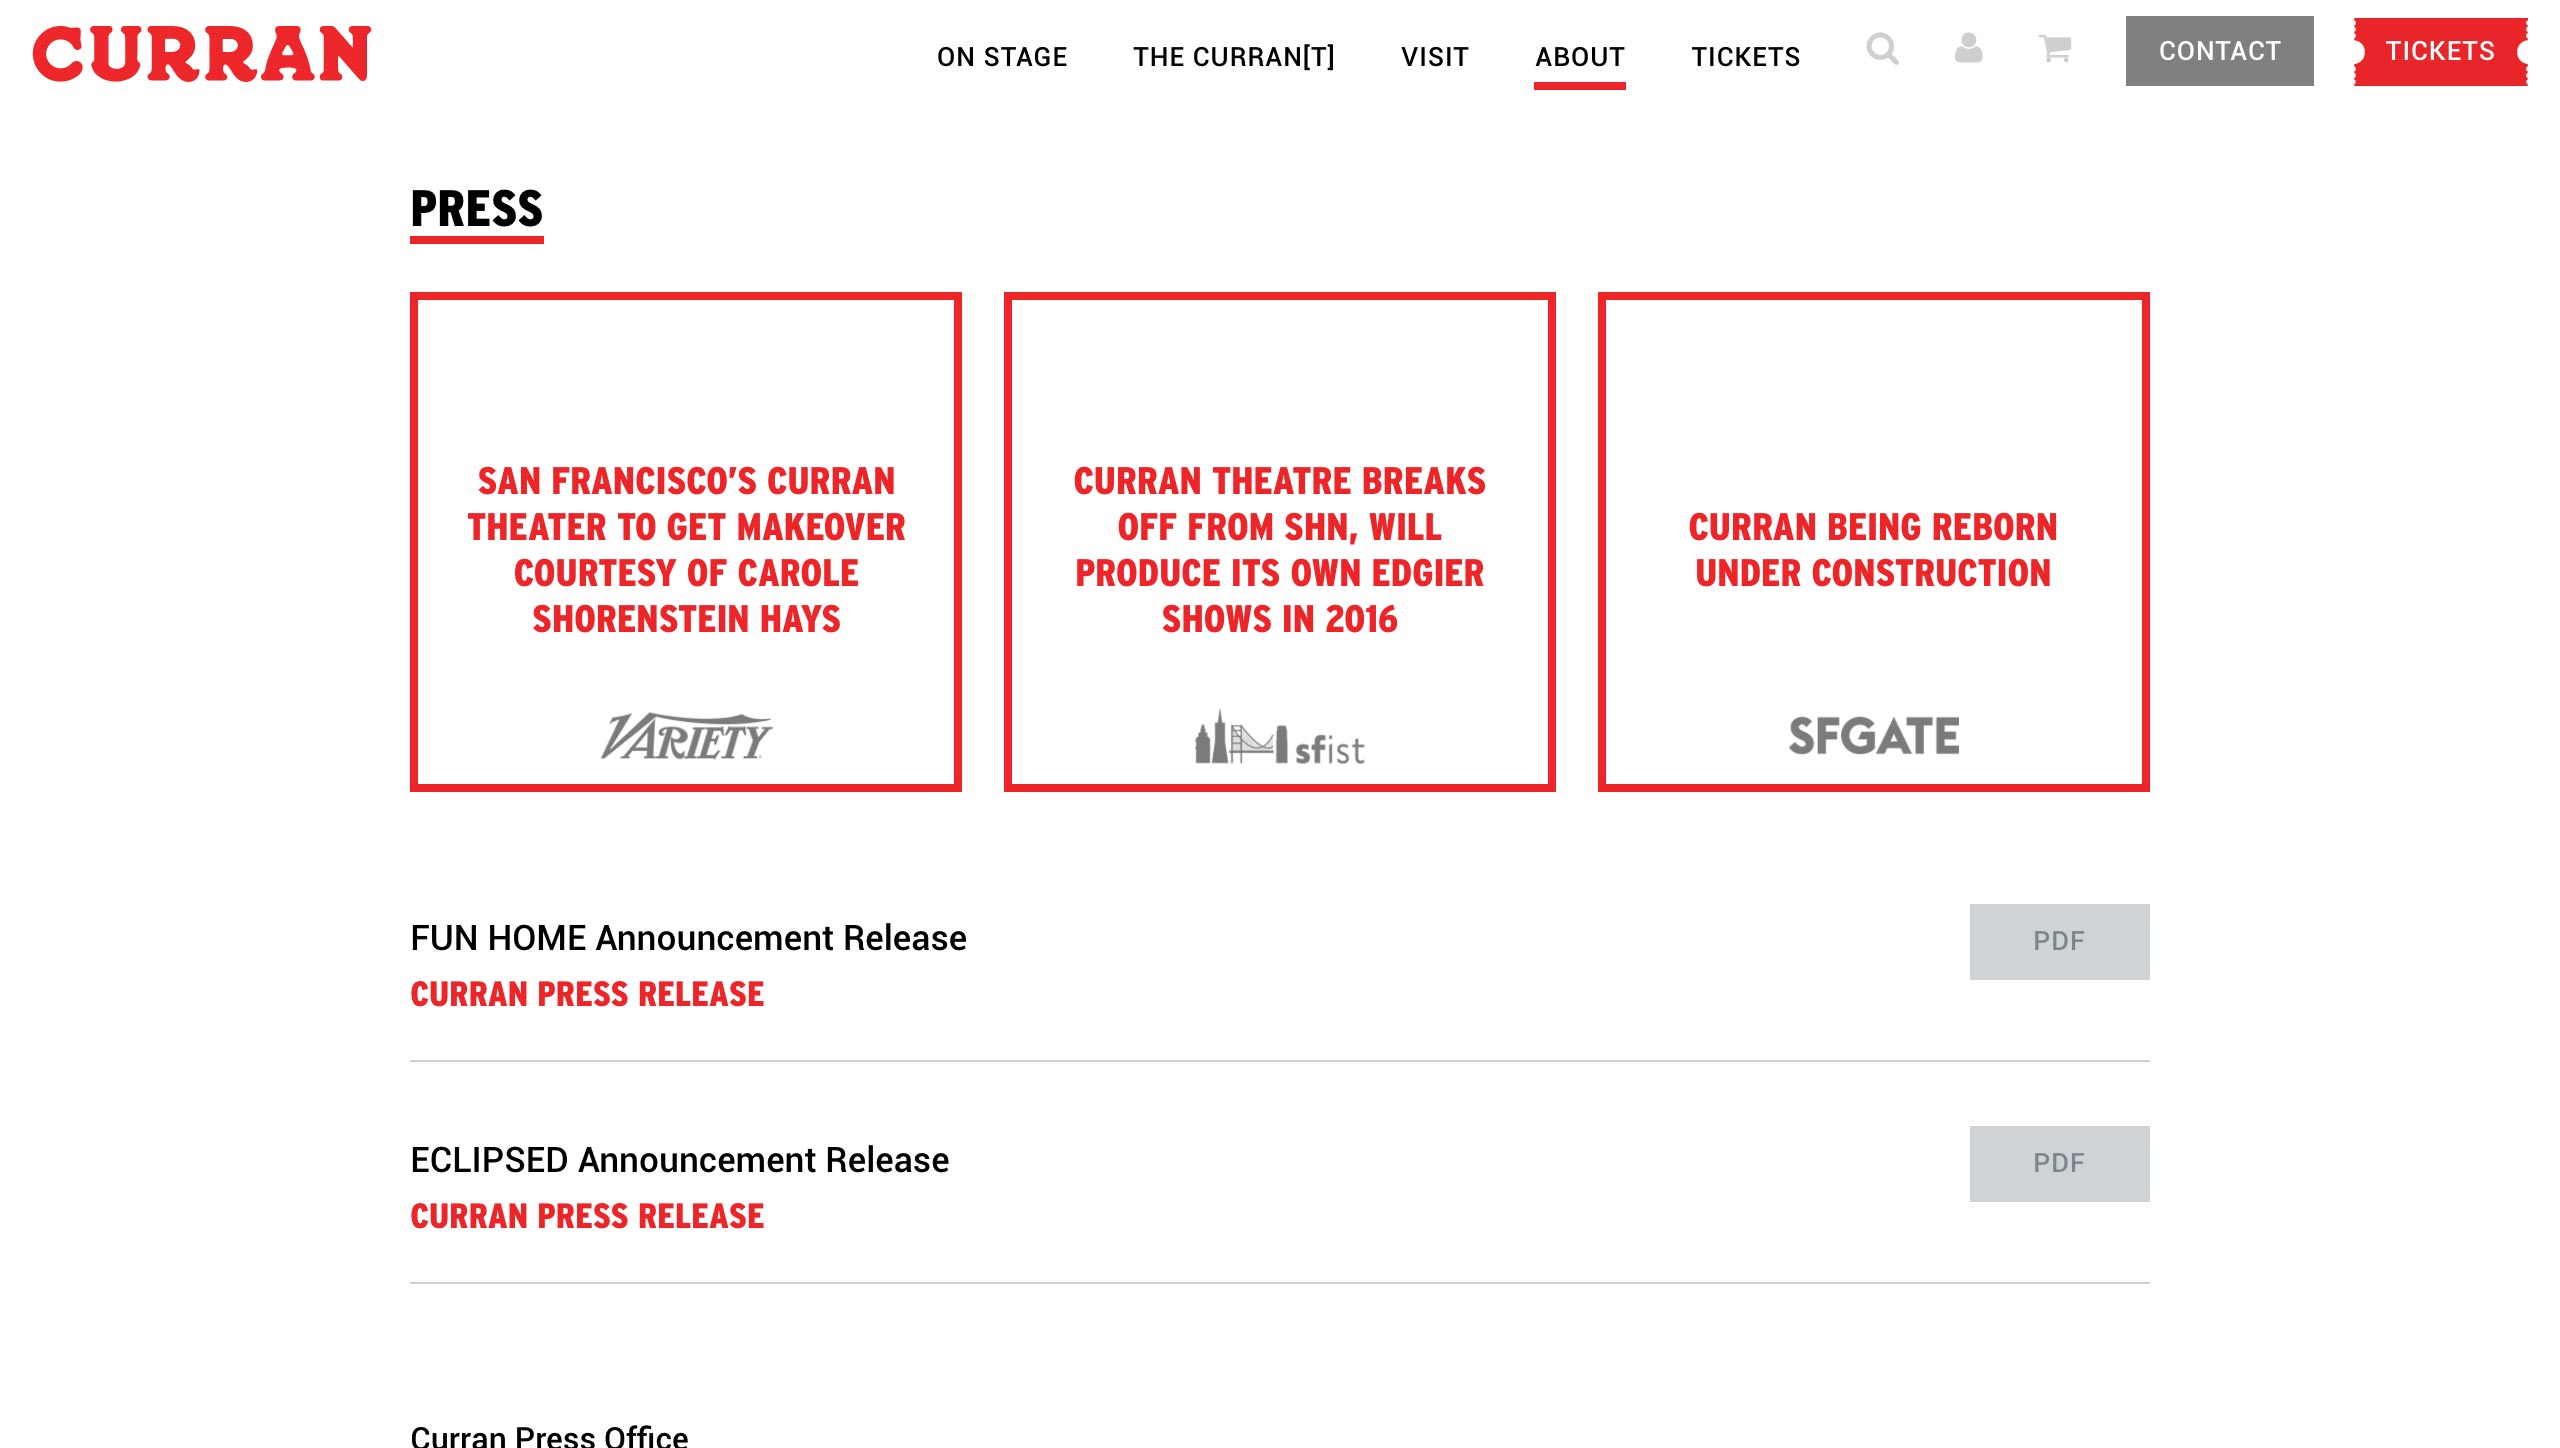 CURRAN
ON STAGE
THE CURRAN[T]
VISIT
ABOUT
TICKETS
CONTACT
TICKETS
PRESS
SAN FRANCISCO'S CURRAN
THEATER TO GET MAKEOVER
COURTESY OF CAROLE
SHORENSTEIN HAYS
VARIETY
CURRAN THEATRE BREAKS
OFF FROM SHN, WILL
PRODUCE ITS OWN EDGIER
SHOWS IN 2016
sfist
CURRAN BEING REBORN
UNDER CONSTRUCTION
SFGATE
FUN HOME Announcement Release
PDF
CURRAN PRESS RELEASE
ECLIPSED Announcement Release
PDF
CURRAN PRESS RELEASE
Curran Press Office